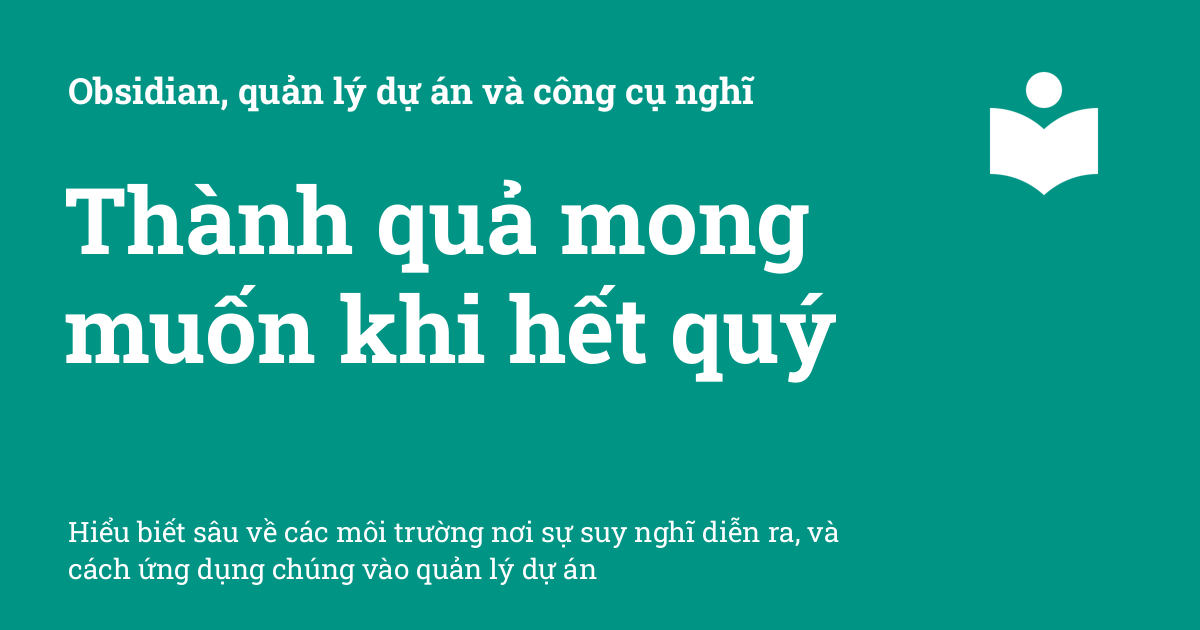 Obsidian, quản lý dự án và công cụ nghĩ
Thành quả mong
muốn khi hết quý
Hiểu biết sâu về các môi trường nơi sự suy nghĩ diễn ra, và
cách ứng dụng chúng vào quản lý dự án